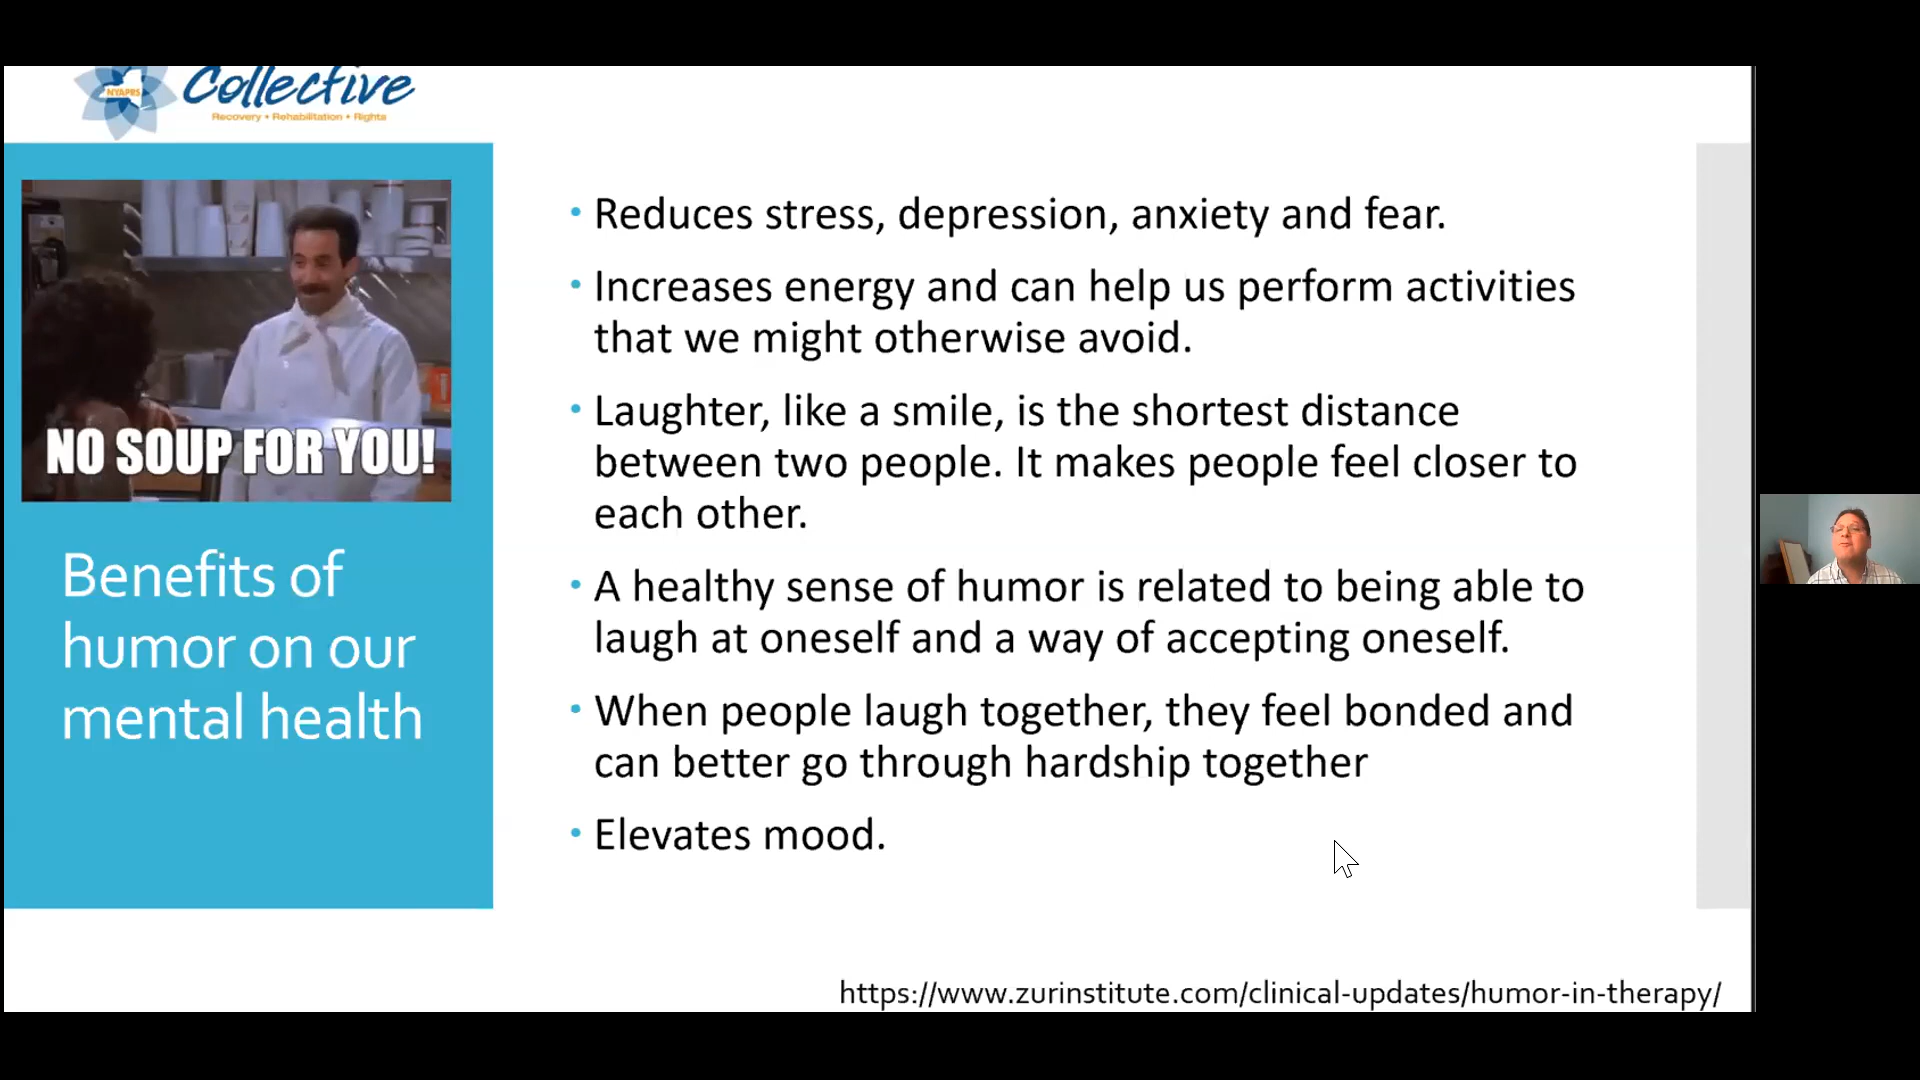 NYAPRS
Collective
Recovery • Rehabilitation • Rights
NO SOUP FOR YOU!
Benefits of
humor on our
mental health
• Reduces stress, depression, anxiety and fear.
• Increases energy and can help us perform activities
that we might otherwise avoid.
• Laughter, like a smile, is the shortest distance
between two people. It makes people feel closer to
each other.
• A healthy sense of humor is related to being able to
laugh at oneself and a way of accepting oneself.
• When people laugh together, they feel bonded and
can better go through hardship together
• Elevates mood.
https://www.zurinstitute.com/clinical-updates/humor-in-therapy/